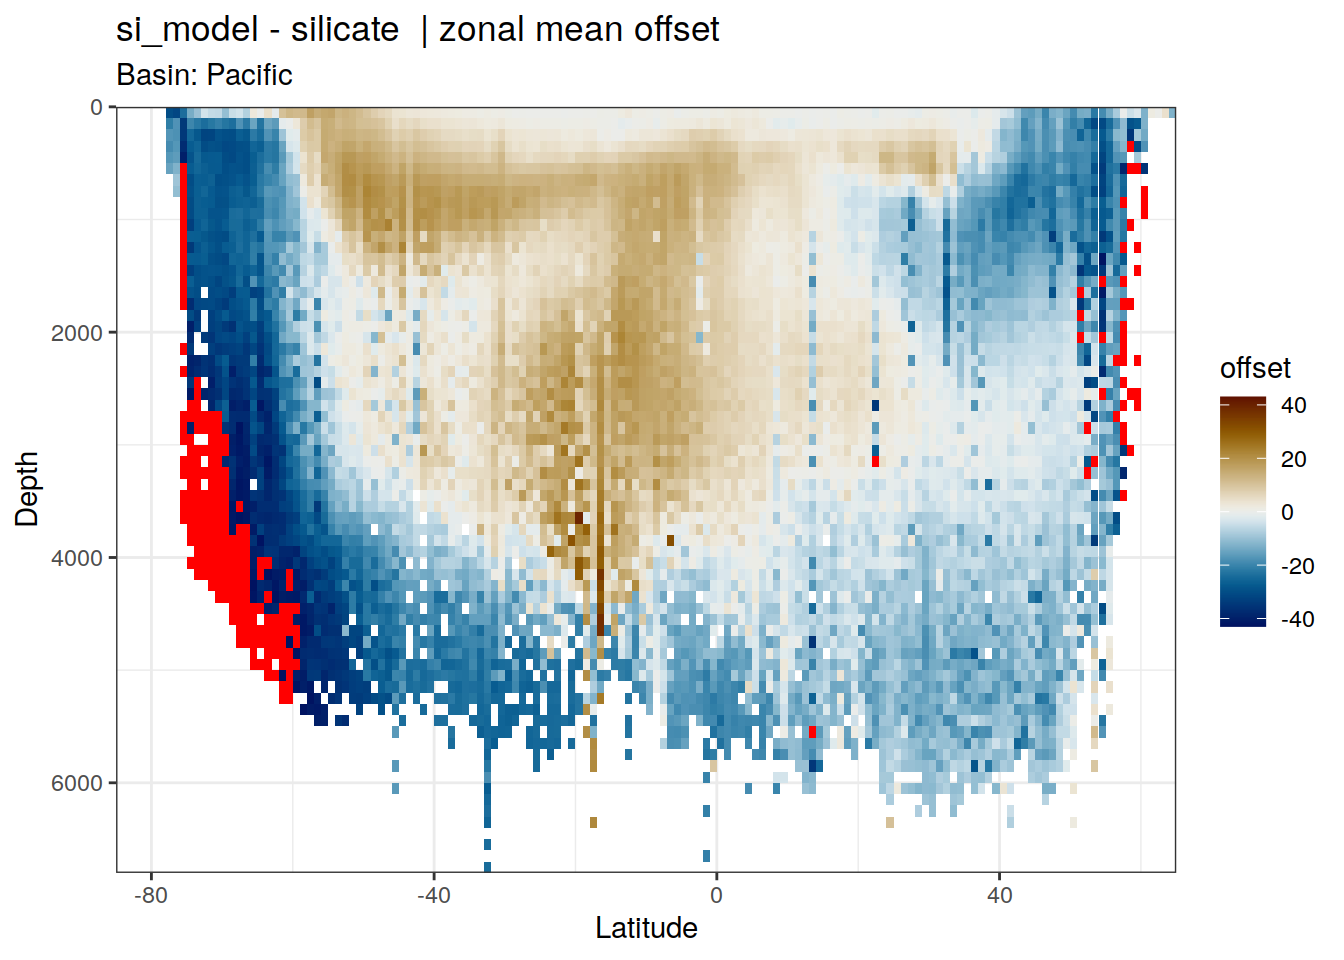 si_model - silicate  | zonal mean offset
Basin: Pacific
0
2000
4000
6000
Depth
-80
-40
0
40
Latitude
offset
40
20
0
-20
-40